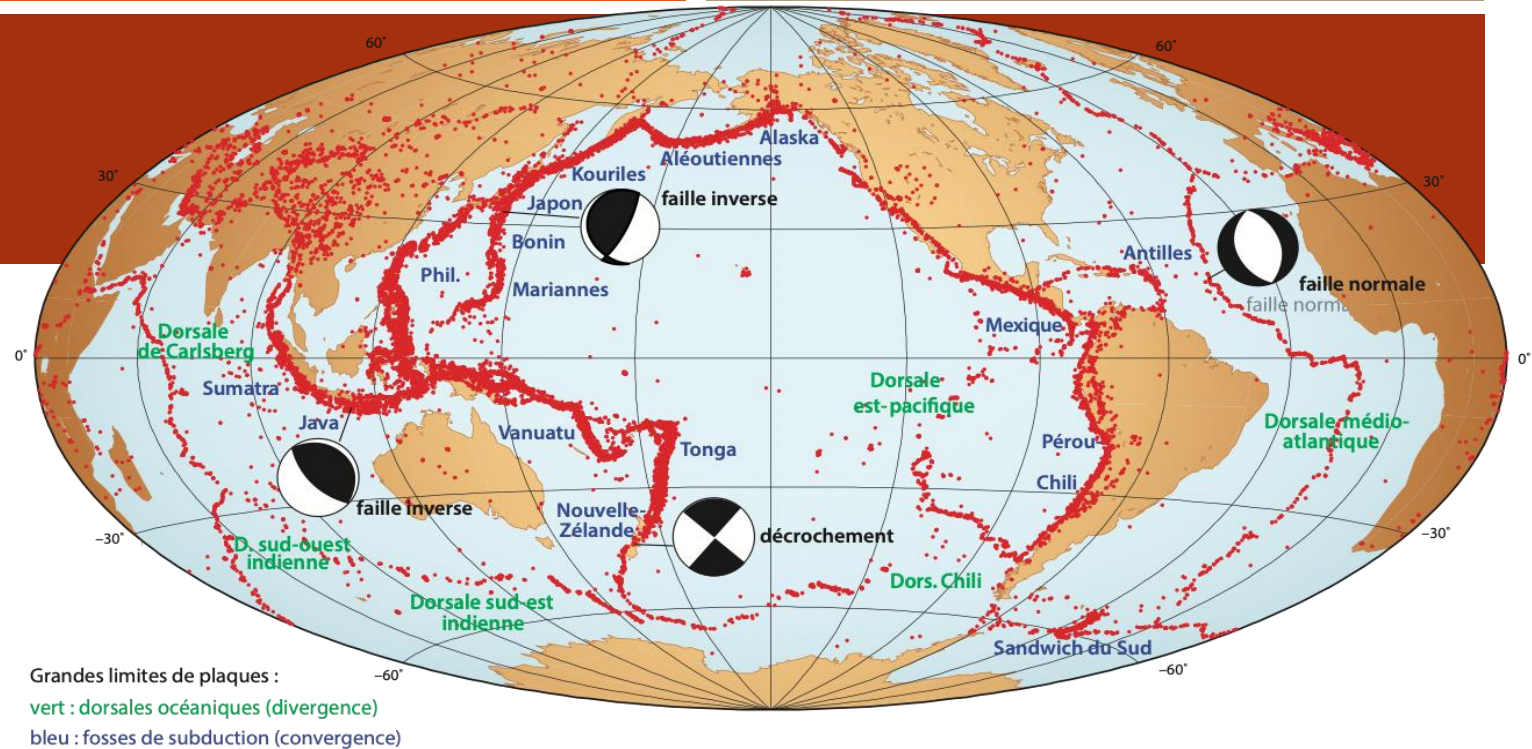 60˚
60˚
Alaska
Aléoutiennes
Kouriles
30˚
30˚
Japon
faille inverse
Bonin
Antilles
Phil.
Mariannes
faille normale
faille norma
Mexique
Dorsale
de Carlsberg
0˚
0˚
Sumatra
Dorsale
est-pacifique
Java
Vanuatu
Tonga
Pérou-
Chili
Dorsale médio-
atlantique
faille inverse
Nouvelle-
Zélande
décrochement
–30˚
–30˚
D. sud-ouest
indienne
Dors. Chili
Dorsale sud-est
indienne
Sandwich du Sud
–60˚
–60˚
Grandes limites de plaques :
vert : dorsales océaniques (divergence)
bleu : fosses de subduction (convergence)